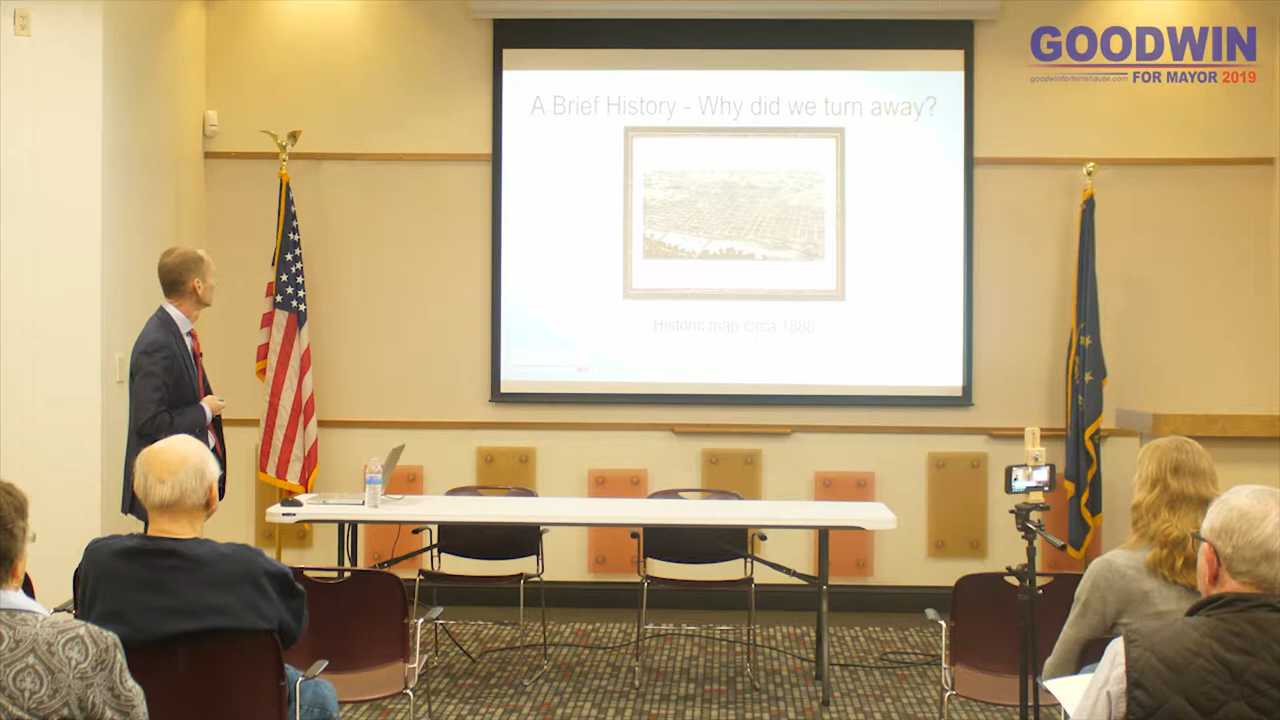 GOODWIN
goodwinforterrehaute.com FOR MAYOR 2019
A Brief History - Why did we turn away?
Historic map circa 1880